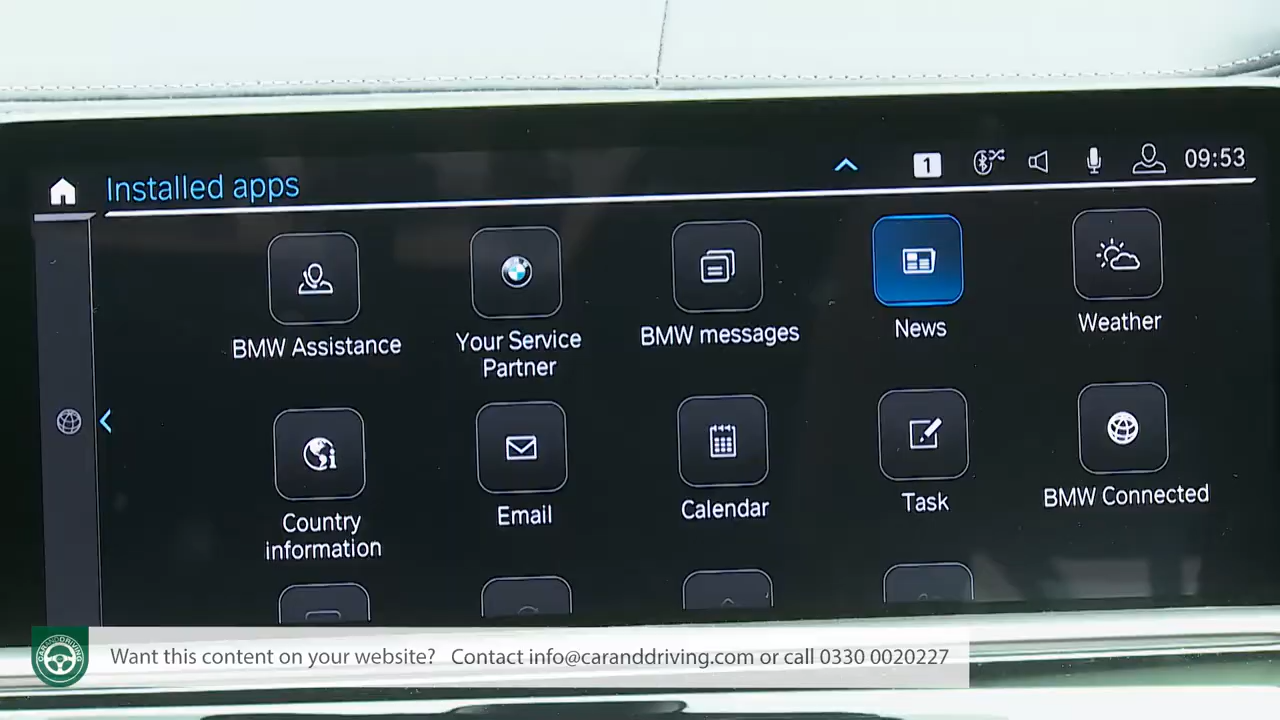 Installed apps
1
09:53
BMW Assistance
Your Service
Partner
BMW messages
News
Weather
Country
information
Email
Calendar
Task
BMW Connected
CARANDDRIVING
Want this content on your website? Contact info@caranddriving.com or call 0330 0020227